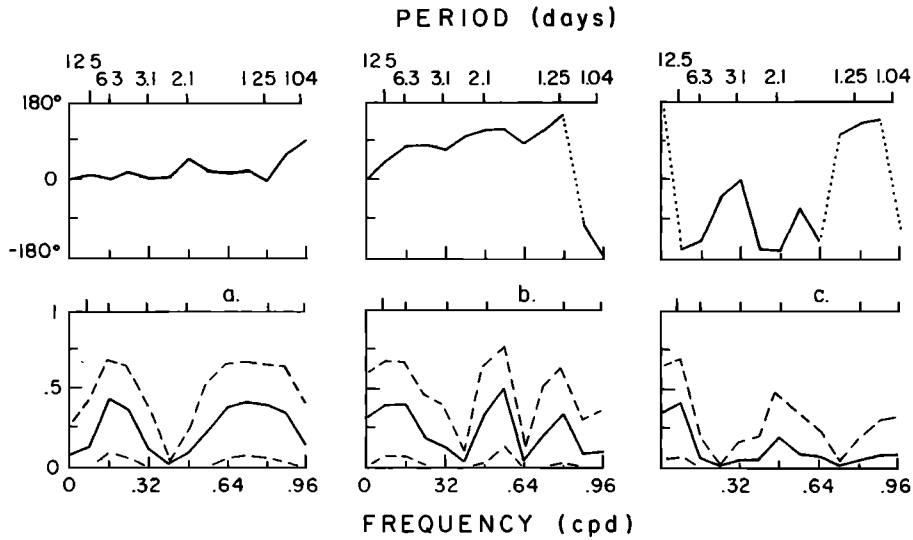 PERIOD (days)
12 5 12.5
6 3 3.1 2.1 1 25 1 04 6.3 3.1 2.1 1.25 1.04 6.3 3 1 2.1 1.25 1.04
180°
0
-180°
a. b. c.
1
.5
0
0 .32 .64 .96 .32 .64 0 .96 .32 .64 .96
FREQUENCY (cpd)